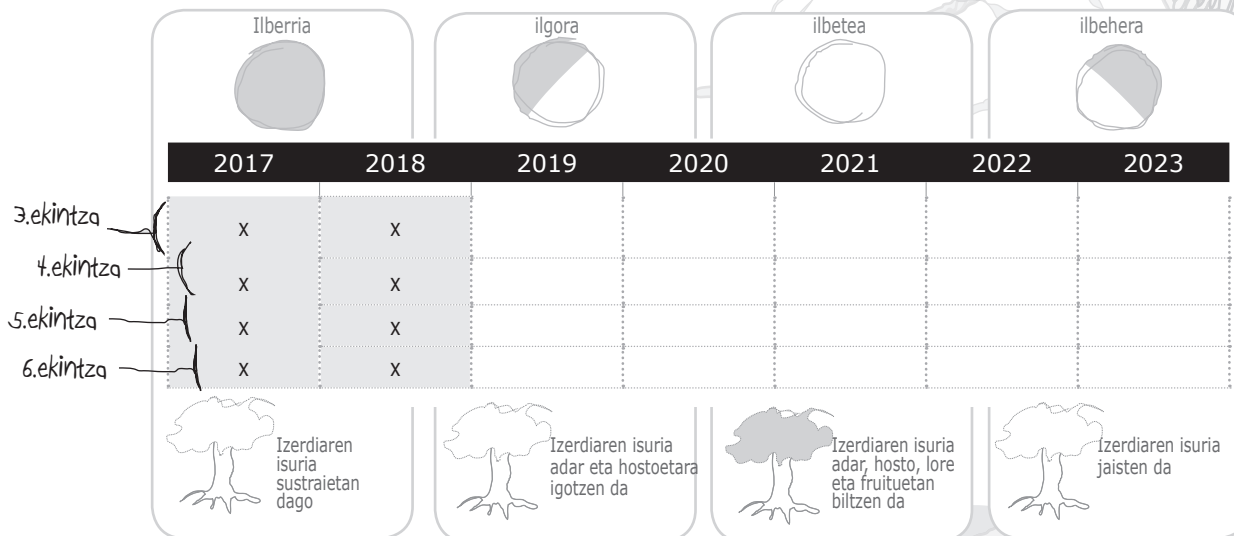 Ilberria
ilgora
ilbetea
ilbehera
2017 2018 2019 2020 2021 2022 2023
3.ekintza x x
4.ekintza x x
5.ekintza x x
6.ekintza x x
Izerdiaren
isuria
sustraietan
dago
Izerdiaren isuria
adar eta hostoetara
igotzen da
Izerdiaren isuria
adar, hosto, lore
eta fruituetan
biltzen da
Izerdiaren isuria
jaisten da